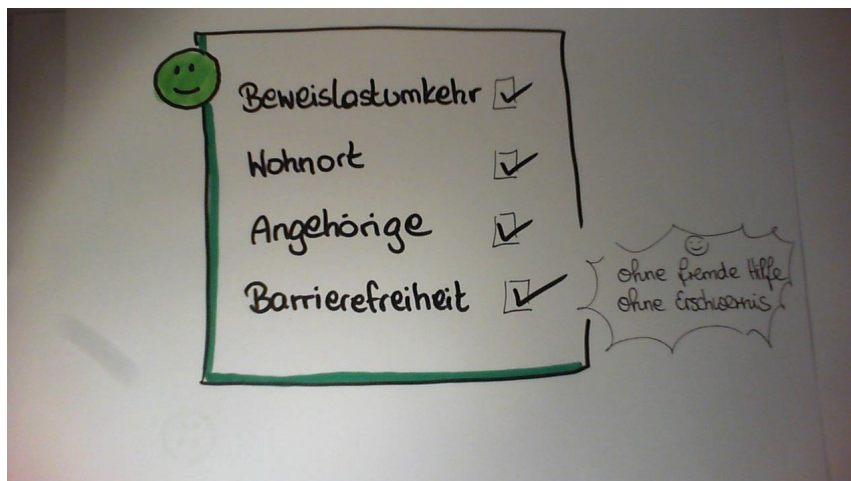 Beweislastumkehr
Wohnort
Angehörige
Barrierefreiheit
ohne fremde Hilfe
ohne Erschwernis